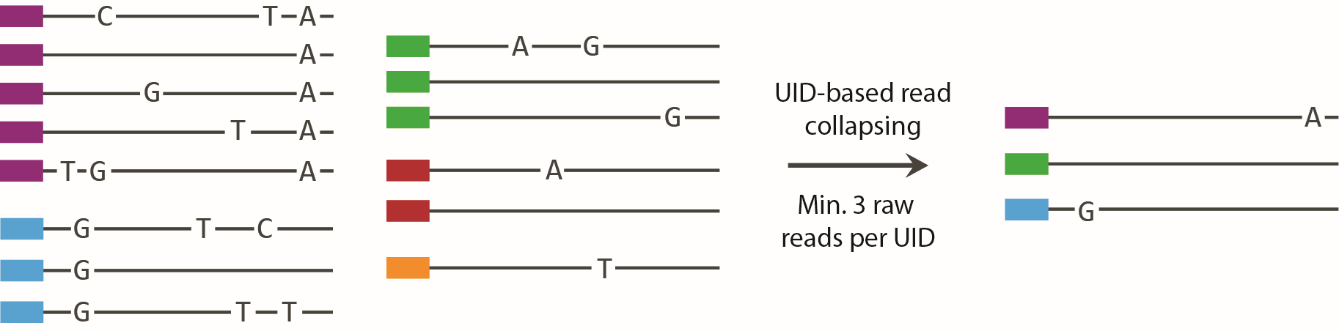 C T A
A
G A
T A
T G A
G T C
G
G T T
A G
G
A
T
UID-based read
collapsing
Min. 3 raw
reads per UID
A
G